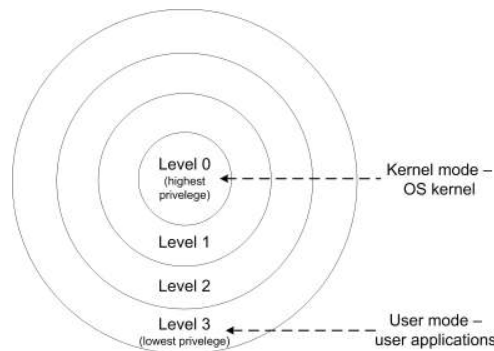 Level 0
(highest
privelege)
Kernel mode –
OS kernel
Level 1
Level 2
Level 3
(lowest privelege)
User mode –
user applications